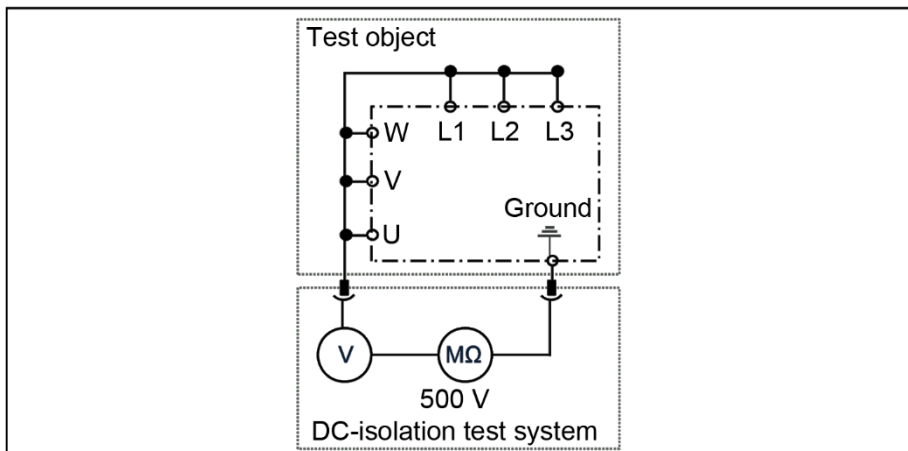 Test object
W L1 L2 L3
V
Ground
U
V MΩ
500 V
DC-isolation test system